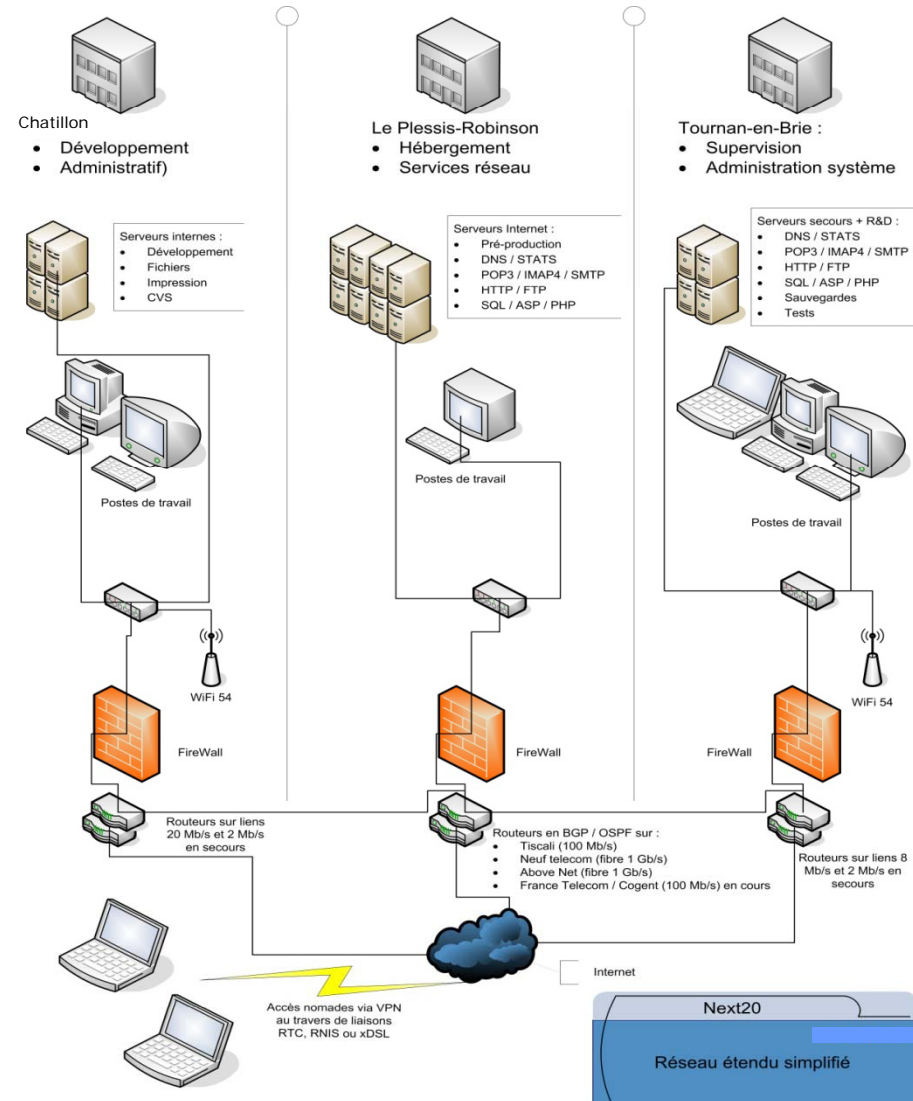 Chatillon
• Développement
• Administratif)
Le Plessis-Robinson
• Hébergement
• Services réseau
Tournan-en-Brie :
• Supervision
• Administration système
Serveurs internes :
• Développement
• Fichiers
• Impression
• CVS
Serveurs Internet :
• Pré-production
• DNS / STATS
• POP3 / IMAP4 / SMTP
• HTTP / FTP
• SQL / ASP / PHP
Serveurs secours + R&D :
• DNS / STATS
• POP3 / IMAP4 / SMTP
• HTTP / FTP
• SQL / ASP / PHP
• Sauvegardes
• Tests
Postes de travail
Postes de travail
Postes de travail
WiFi 54
WiFi 54
FireWall
FireWall
FireWall
Routeurs sur liens
20 Mb/s et 2 Mb/s
en secours
Routeurs en BGP / OSPF sur :
• Tiscali (100 Mb/s)
• Neuf telecom (fibre 1 Gb/s)
• Above Net (fibre 1 Gb/s)
• France Telecom / Cogent (100 Mb/s) en cours
Routeurs sur liens 8
Mb/s et 2 Mb/s en
secours
Internet
Accès nomades via VPN
au travers de liaisons
RTC, RNIS ou xDSL
Next20
Réseau étendu simplifié